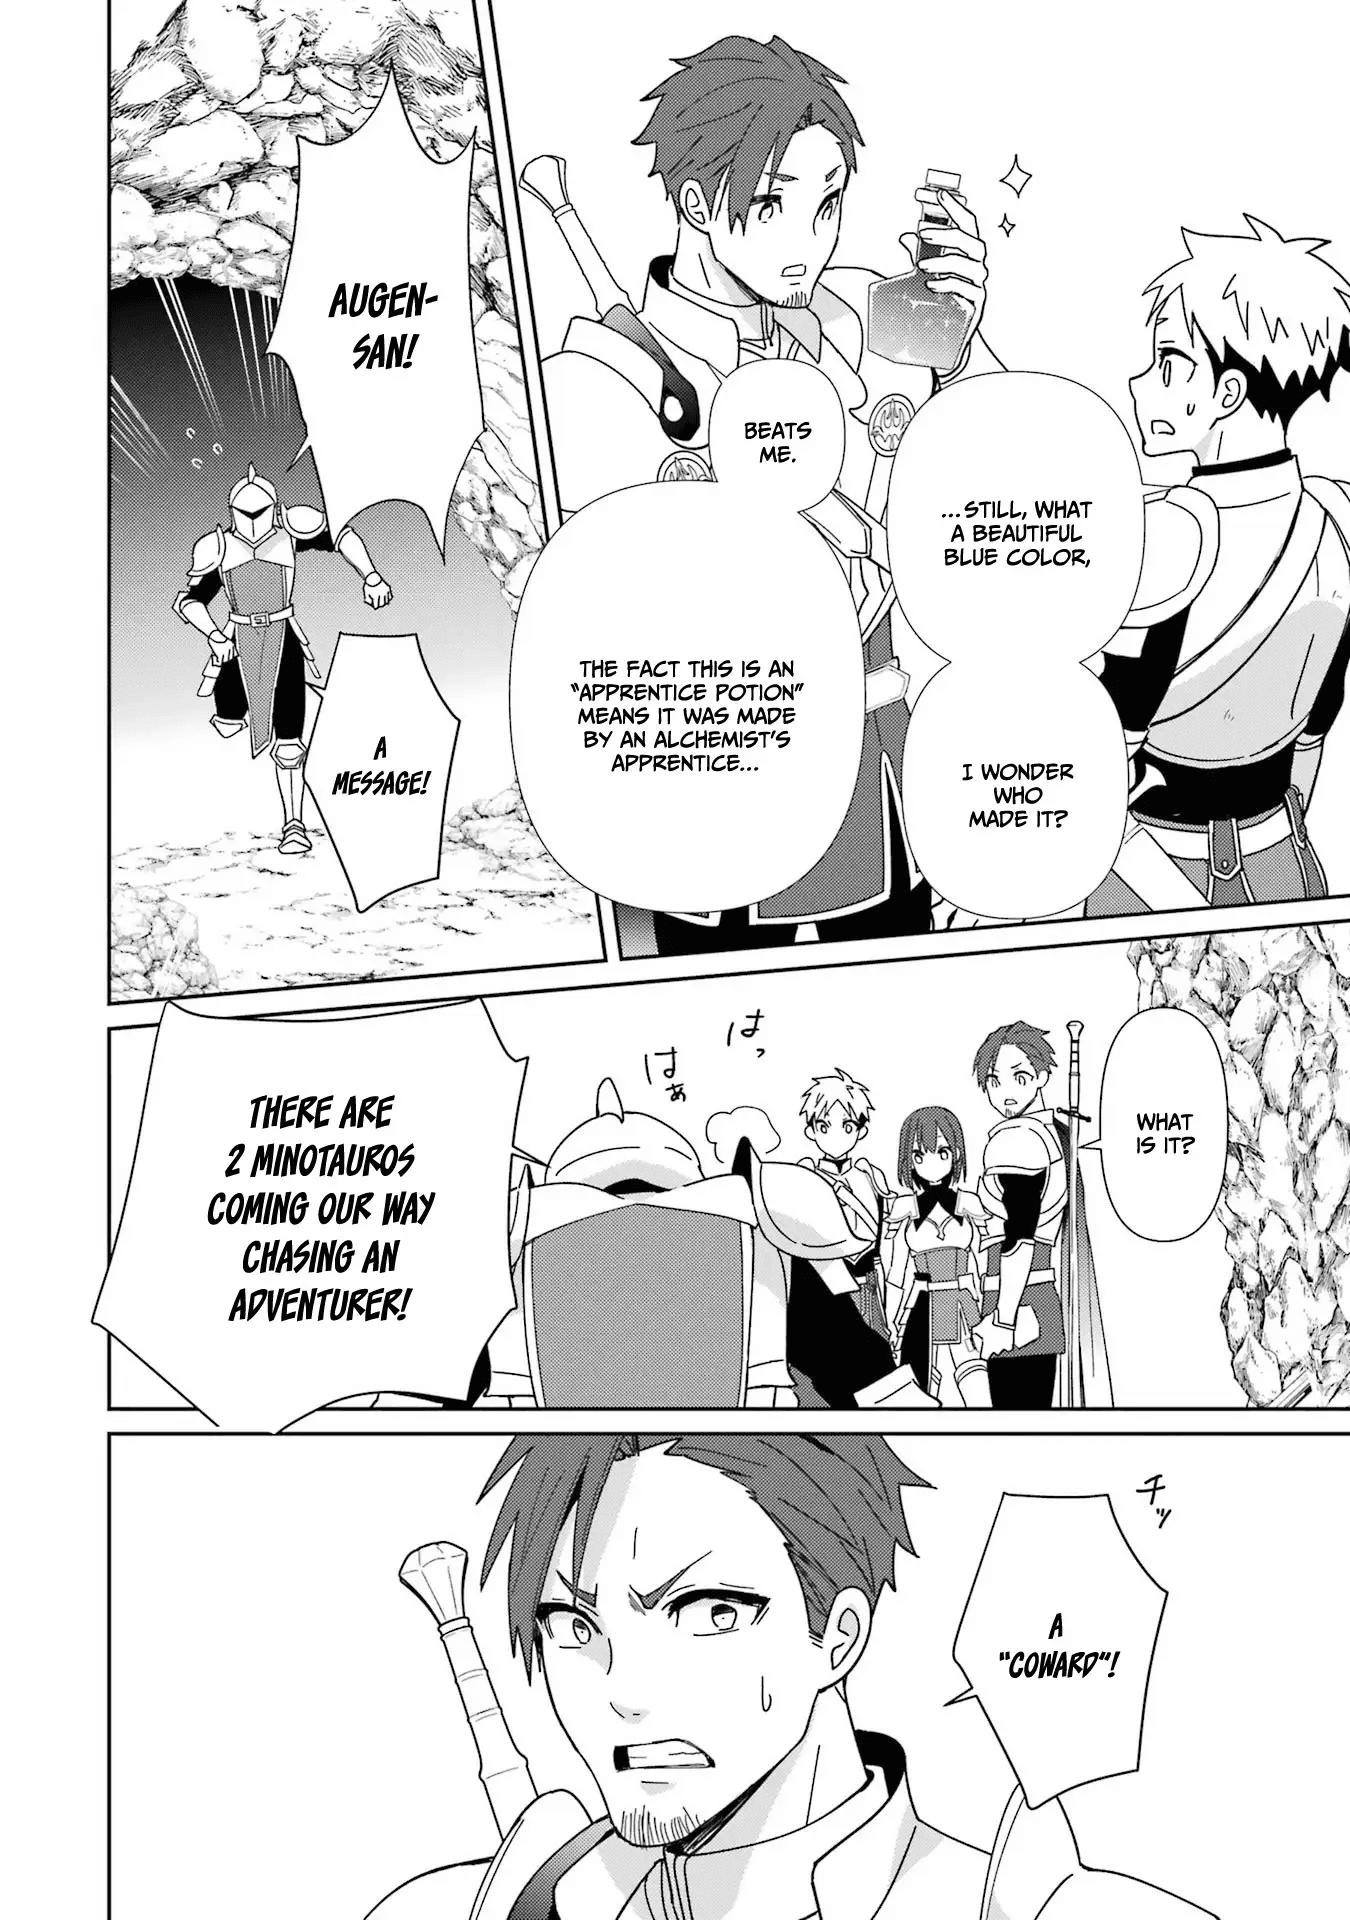 ...STILL, WHAT
A BEAUTIFUL
BLUE COLOR,
I WONDER
WHO
MADE IT?
BEATS
ME.
THE FACT THIS IS AN
"APPRENTICE POTION"
MEANS IT WAS MADE
BY AN ALCHEMIST'S
APPRENTICE...
AUGEN-
SAN!
A
MESSAGE!
WHAT
IS IT?
はっ
はぁ
THERE ARE
2 MINOTAUROS
COMING OUR WAY
CHASING AN
ADVENTURER!
チッ
A
"COWARD"!